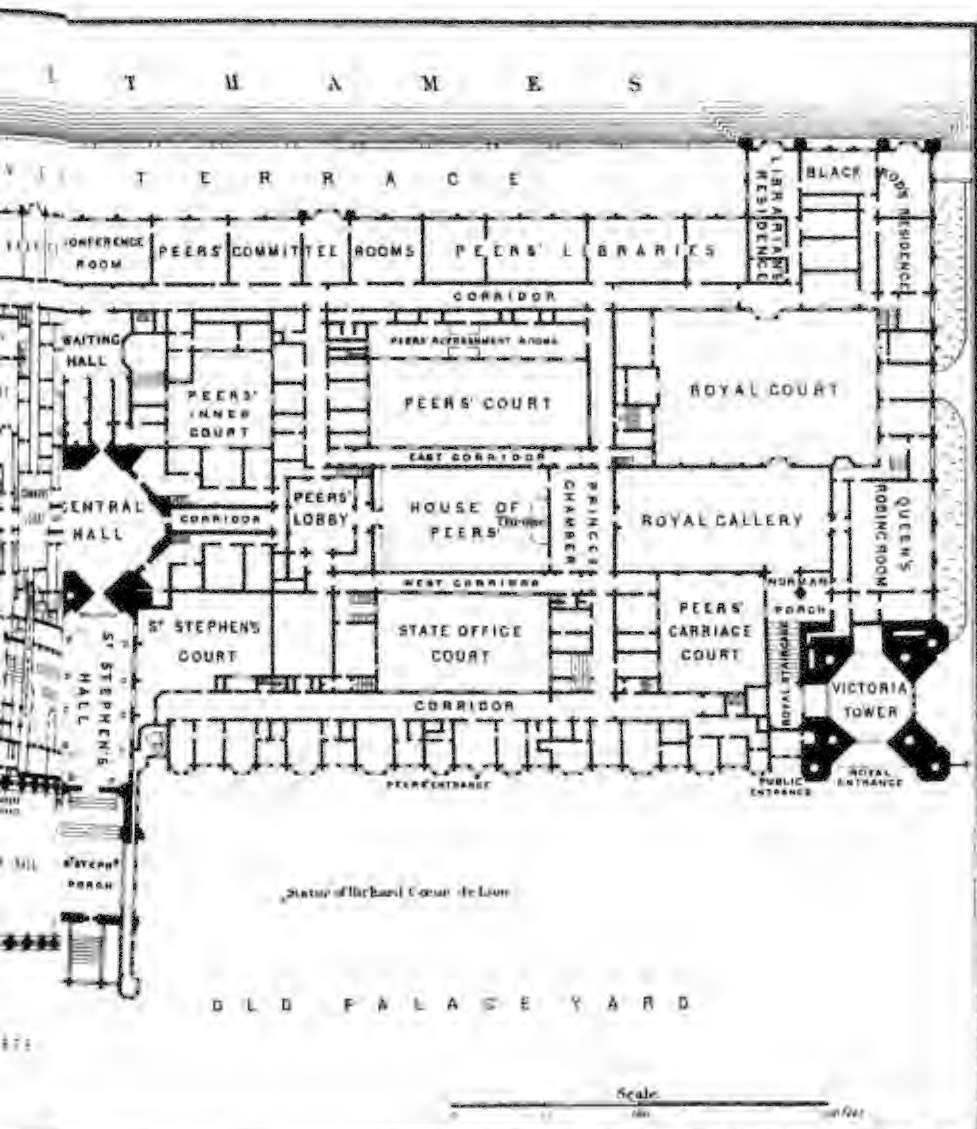 T H A M E S
T E R R A C E
LIBRARIAN'S RESIDENCE
BLACK ROD'S RESIDENCE
CONFERENCE ROOM
PEERS' COMMITTEE ROOMS
PEERS' LIBRARIES
CORRIDOR
WAITING HALL
PEERS' REFRESHMENT ROOMS
PEERS' INNER COURT
PEERS' COURT
ROYAL COURT
EAST CORRIDOR
CENTRAL HALL
CORRIDOR
PEERS' LOBBY
HOUSE OF PEERS'
Throne
PRINCES CHAMBER
ROYAL GALLERY
QUEEN'S ROBING ROOM
WEST CORRIDOR
NORMAN PORCH
ST STEPHEN'S COURT
STATE OFFICE COURT
PEERS' CARRIAGE COURT
ROYAL STAIRCASE
ST STEPHEN'S HALL
VICTORIA TOWER
CORRIDOR
PEERS' ENTRANCE
PUBLIC ENTRANCE
ROYAL ENTRANCE
ST STEPHNS PORCH
Statue of Richard Cœur de Lion
OLD PALACE YARD
Scale